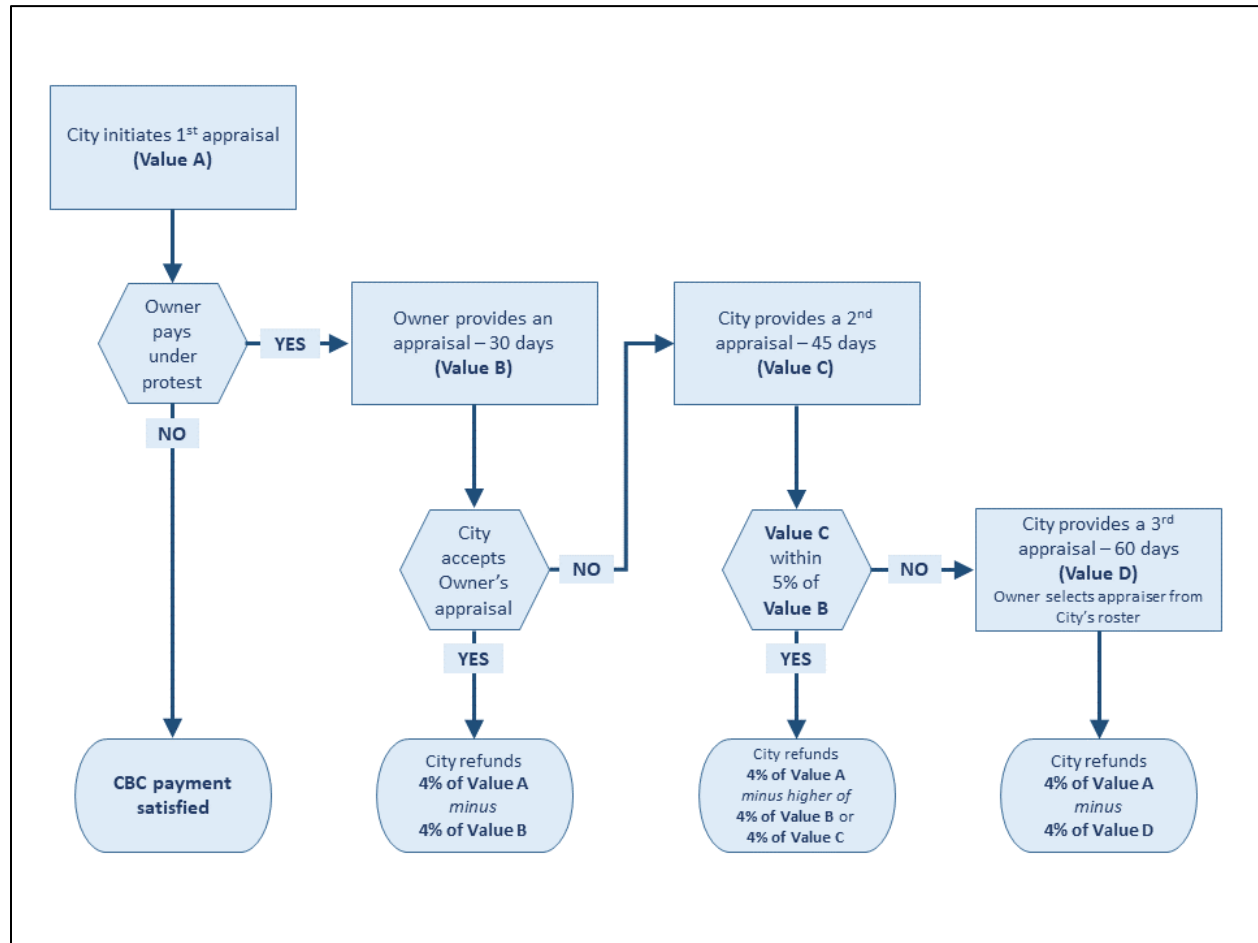 City initiates 1st appraisal
(Value A)
Owner
pays
under
protest
YES
NO
CBC payment
satisfied
Owner provides an
appraisal – 30 days
(Value B)
City
accepts
Owner's
appraisal
NO
YES
City refunds
4% of Value A
minus
4% of Value B
City provides a 2nd
appraisal – 45 days
(Value C)
Value C
within
5% of
Value B
NO
YES
City refunds
4% of Value A
minus higher of
4% of Value B or
4% of Value C
City provides a 3rd
appraisal – 60 days
(Value D)
Owner selects appraiser from
City's roster
City refunds
4% of Value A
minus
4% of Value D